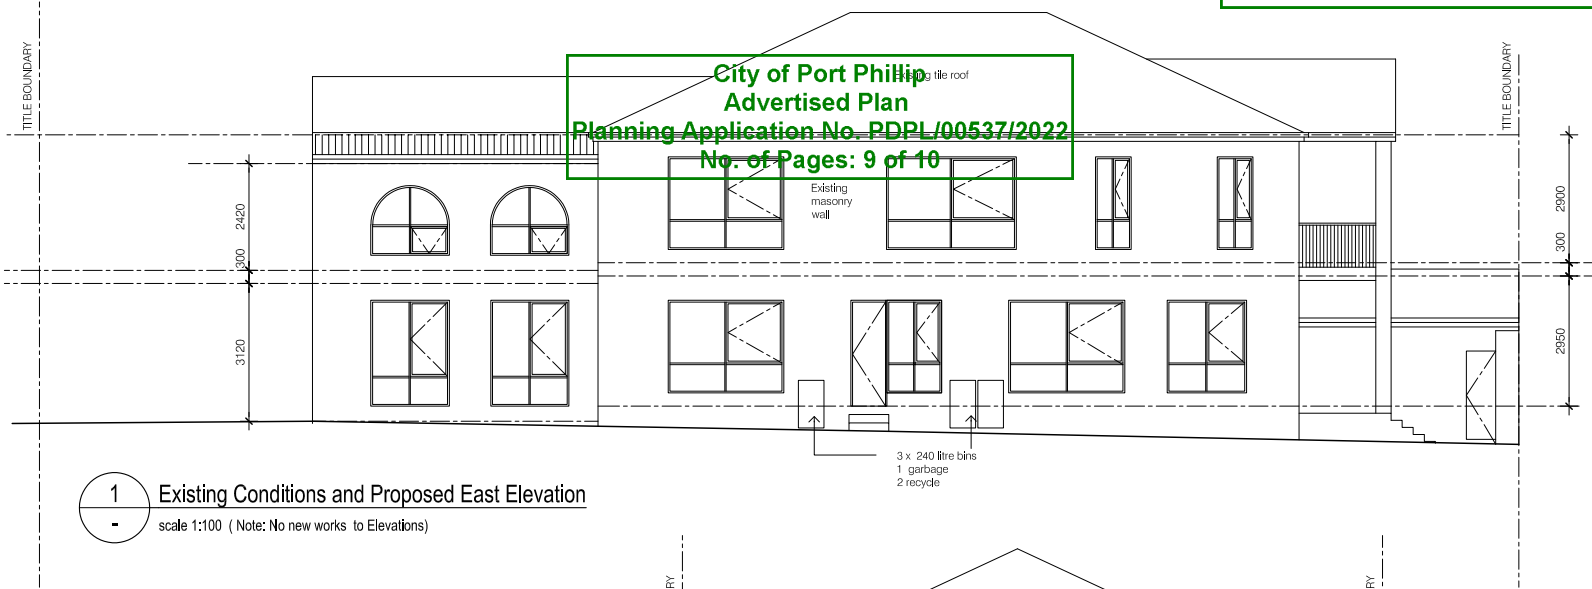 TITLE BOUNDARY
TITLE BOUNDARY
City of Port Phillip
Existing tile roof
Advertised Plan
Planning Application No. PDPL/00537/2022
No. of Pages: 9 of 10
Existing
masonry
wall
2420
300
3120
2900
300
2950
3 x 240 litre bins
1 garbage
2 recycle
1
Existing Conditions and Proposed East Elevation
-
scale 1:100 ( Note: No new works to Elevations)
RY
RY